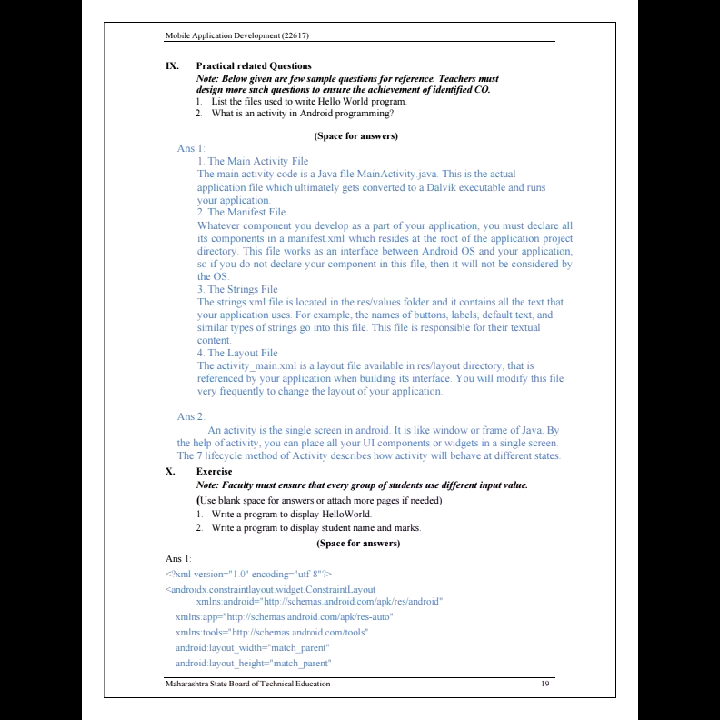 Mobile Application Development (22617)
IX. Practical related Questions
Note: Below given are few sample questions for reference. Teachers must
design more such questions to ensure the achievement of identified CO.
1. List the files used to write Hello World program.
2. What is an activity in Android programming?
(Space for answers)
Ans 1:
1. The Main Activity File
The main activity code is a Java file MainActivity.java. This is the actual
application file which ultimately gets converted to a Dalvik executable and runs
your application.
2. The Manifest File
Whatever component you develop as a part of your application, you must declare all
its components in a manifest.xml which resides at the root of the application project
directory. This file works as an interface between Android OS and your application,
so if you do not declare your component in this file, then it will not be considered by
the OS.
3. The Strings File
The strings.xml file is located in the res/values folder and it contains all the text that
your application uses. For example, the names of buttons, labels, default text, and
similar types of strings go into this file. This file is responsible for their textual
content.
4. The Layout File
The activity_main.xml is a layout file available in res/layout directory, that is
referenced by your application when building its interface. You will modify this file
very frequently to change the layout of your application.
Ans 2:
An activity is the single screen in android. It is like window or frame of Java. By
the help of activity, you can place all your UI components or widgets in a single screen.
The 7 lifecycle method of Activity describes how activity will behave at different states.
X. Exercise
Note: Faculty must ensure that every group of students use different input value.
(Use blank space for answers or attach more pages if needed)
1. Write a program to display HelloWorld.
2. Write a program to display student name and marks.
(Space for answers)
Ans 1:
<?xml version="1.0" encoding="utf-8"?>
<androidx.constraintlayout.widget.ConstraintLayout
xmlns:android="http://schemas.android.com/apk/res/android"
xmlns:app="http://schemas.android.com/apk/res-auto"
xmlns:tools="http://schemas.android.com/tools"
android:layout_width="match_parent"
android:layout_height="match_parent"
Maharashtra State Board of Technical Education 19